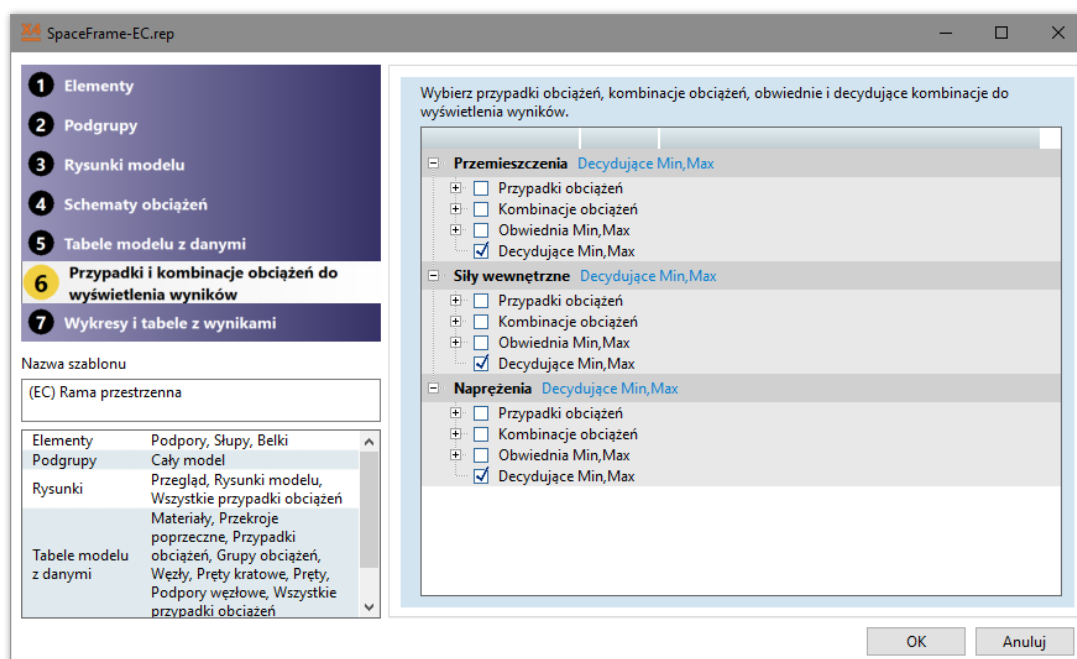 X4 SpaceFrame-EC.rep
1 Elementy
2 Podgrupy
3 Rysunki modelu
4 Schematy obciążeń
5 Tabele modelu z danymi
6 Przypadki i kombinacje obciążeń do
wyświetlenia wyników
7 Wykresy i tabele z wynikami
Nazwa szablonu
(EC) Rama przestrzenna
Elementy Podpory, Słupy, Belki
Podgrupy Cały model
Rysunki Przegląd, Rysunki modelu,
Wszystkie przypadki obciążeń
Tabele modelu
z danymi
Materiały, Przekroje
poprzeczne, Przypadki
obciążeń, Grupy obciążeń,
Węzły, Pręty kratowe, Pręty,
Podpory węzłowe, Wszystkie
przypadki obciążeń
Wybierz przypadki obciążeń, kombinacje obciążeń, obwiednie i decydujące kombinacje do
wyświetlenia wyników.
Przemieszczenia Decydujące Min,Max
Przypadki obciążeń
Kombinacje obciążeń
Obwiednia Min,Max
Decydujące Min,Max
Siły wewnętrzne Decydujące Min,Max
Przypadki obciążeń
Kombinacje obciążeń
Obwiednia Min,Max
Decydujące Min,Max
Naprężenia Decydujące Min,Max
Przypadki obciążeń
Kombinacje obciążeń
Obwiednia Min,Max
Decydujące Min,Max
OK Anuluj